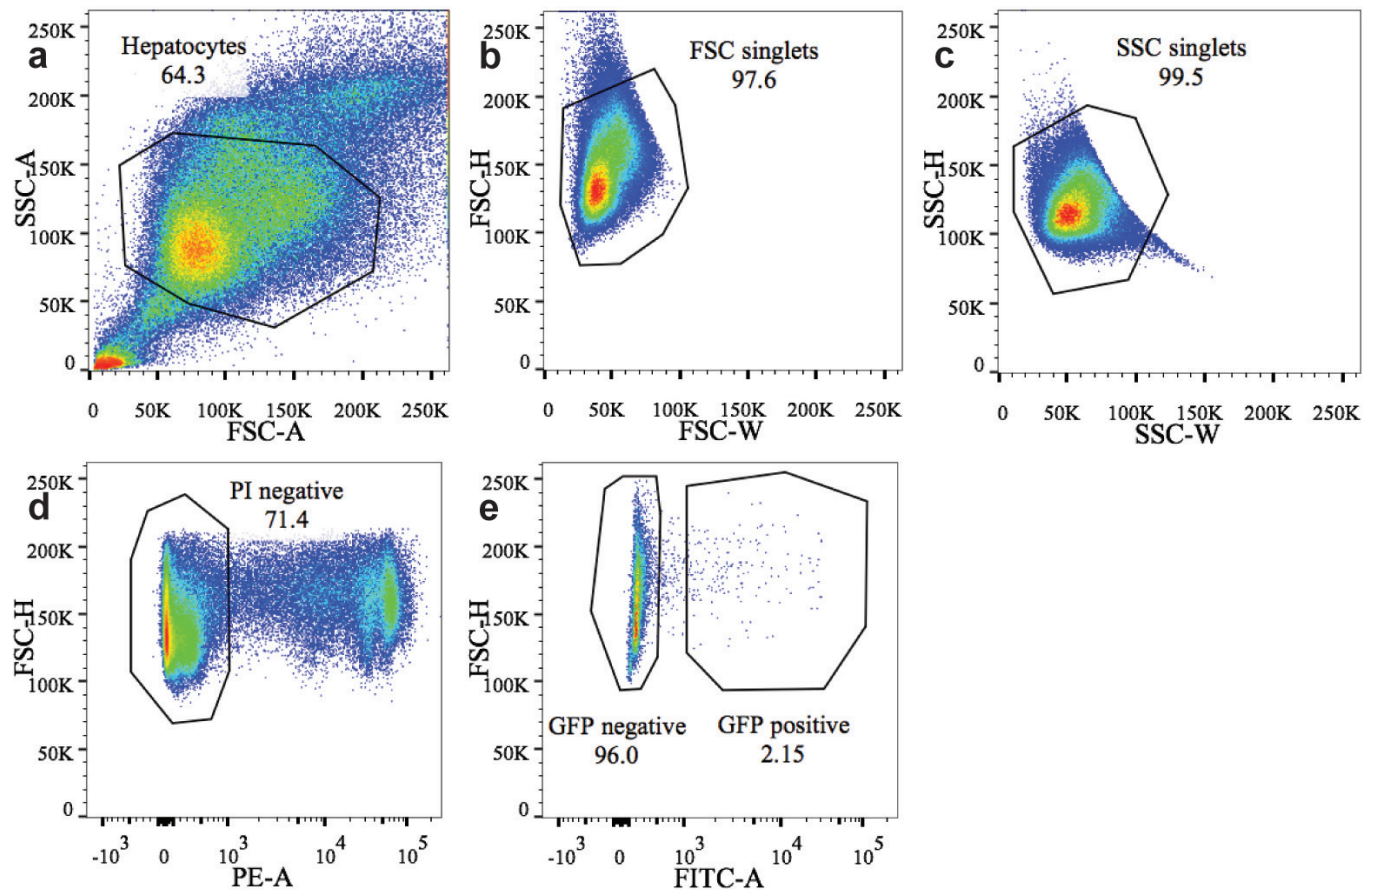 a
Hepatocytes
64.3
250K
200K
150K
100K
50K
0
SSC-A
0 50K 100K 150K 200K 250K
FSC-A
b
FSC singlets
97.6
250K
200K
150K
100K
50K
0
FSC-H
0 50K 100K 150K 200K 250K
FSC-W
c
SSC singlets
99.5
250K
200K
150K
100K
50K
0
SSC-H
0 50K 100K 150K 200K 250K
SSC-W
d
PI negative
71.4
250K
200K
150K
100K
50K
0
FSC-H
-10³ 0 10³ 10⁴ 10⁵
PE-A
e
250K
200K
150K
100K
50K
0
FSC-H
GFP negative
96.0
GFP positive
2.15
-10³ 0 10³ 10⁴ 10⁵
FITC-A